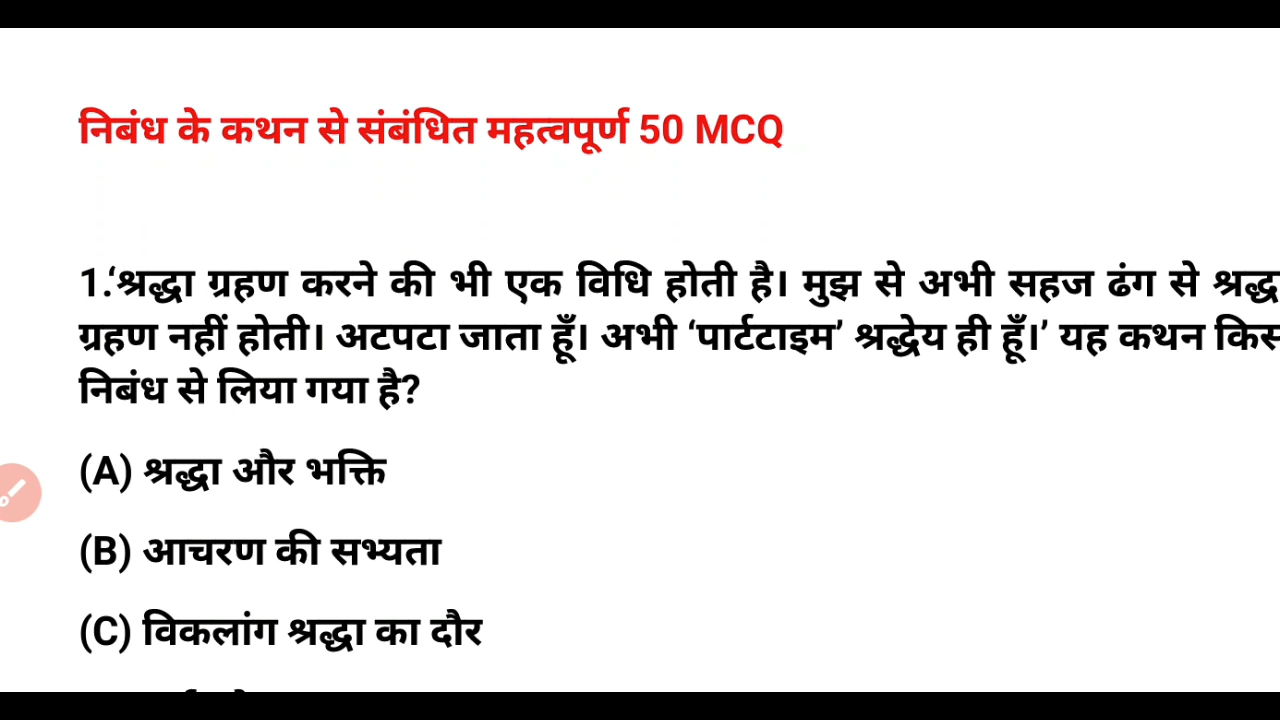 निबंध के कथन से संबंधित महत्वपूर्ण 50 MCQ
1.‘श्रद्धा ग्रहण करने की भी एक विधि होती है। मुझ से अभी सहज ढंग से श्रद्ध
ग्रहण नहीं होती। अटपटा जाता हूँ। अभी ‘पार्टटाइम’ श्रद्धेय ही हूँ।’ यह कथन किस
निबंध से लिया गया है?
(A) श्रद्धा और भक्ति
(B) आचरण की सभ्यता
(C) विकलांग श्रद्धा का दौर